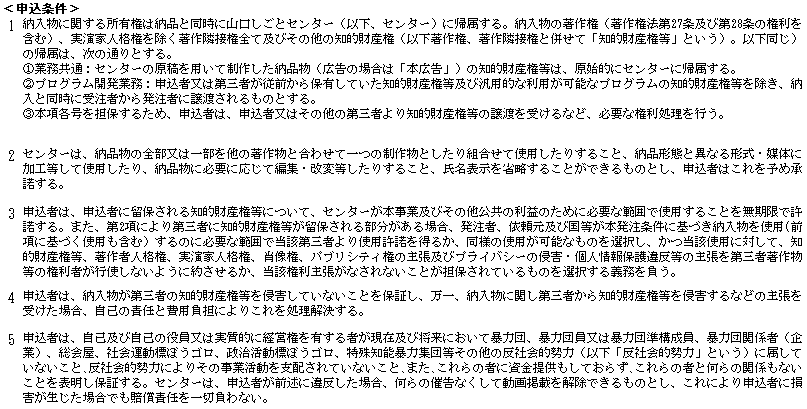 ＜申込条件＞
1 納入物に関する所有権は納品と同時に山口しごとセンター（以下、センター）に帰属する。納入物の著作権（著作権法第27条及び第28条の権利を
含む）、実演家人格権を除く著作隣接権全て及びその他の知的財産権（以下著作権、著作隣接権と併せて「知的財産権等」という）。以下同じ）
の帰属は、次の通りとする。
①業務共通：センターの原稿を用いて制作した納品物（広告の場合は「本広告」）の知的財産権等は、原始的にセンターに帰属する。
②プログラム開発業務：申込者又は第三者が従前から保有していた知的財産権等及び汎用的な利用が可能なプログラムの知的財産権等を除き、納
入と同時に受注者から発注者に譲渡されるものとする。
③本項各号を担保するため、申込者は、申込者又はその他の第三者より知的財産権等の譲渡を受けるなど、必要な権利処理を行う。
2 センターは、納品物の全部又は一部を他の著作物と合わせて一つの制作物としたり組合せて使用したりすること、納品形態と異なる形式・媒体に
加工等して使用したり、納品物に必要に応じて編集・改変等したりすること、氏名表示を省略することができるものとし、申込者はこれを予め承
諾する。
3 申込者は、申込者に留保される知的財産権等について、センターが本事業及びその他公共の利益のために必要な範囲で使用することを無期限で許
諾する。また、第2項により第三者に知的財産権等が留保される部分がある場合、発注者、依頼元及び国等が本発注条件に基づき納入物を使用(前
項に基づく使用も含む）するのに必要な範囲で当該第三者より使用許諾を得るか、同様の使用が可能なものを選択し、かつ当該使用に対して、知
的財産権等、著作者人格権、実演家人格権、肖像権、パブリシティ権の主張及びプライバシーの侵害・個人情報保護違反等の主張を第三者著作物
等の権利者が行使しないように約させるか、当該権利主張がなされないことが担保されているものを選択する義務を負う。
4 申込者は、納入物が第三者の知的財産権等を侵害していないことを保証し、万一、納入物に関し第三者から知的財産権等を侵害するなどの主張を
受けた場合、自己の責任と費用負担によりこれを処理解決する。
5 申込者は、自己及び自己の役員又は実質的に経営権を有する者が現在及び将来において暴力団、暴力団員又は暴力団準構成員、暴力団関係者（企
業）、総会屋、社会運動標ぼうゴロ、政治活動標ぼうゴロ、特殊知能暴力集団等その他の反社会的勢力（以下「反社会的勢力」という）に属して
いないこと、反社会的勢力によりその事業活動を支配されていないこと、また、これらの者に資金提供もしておらず、これらの者と何らの関係もない
ことを表明し保証する。センターは、申込者が前述に違反した場合、何らの催告なくして動画掲載を解除できるものとし、これにより申込者に損
害が生じた場合でも賠償責任を一切負わない。